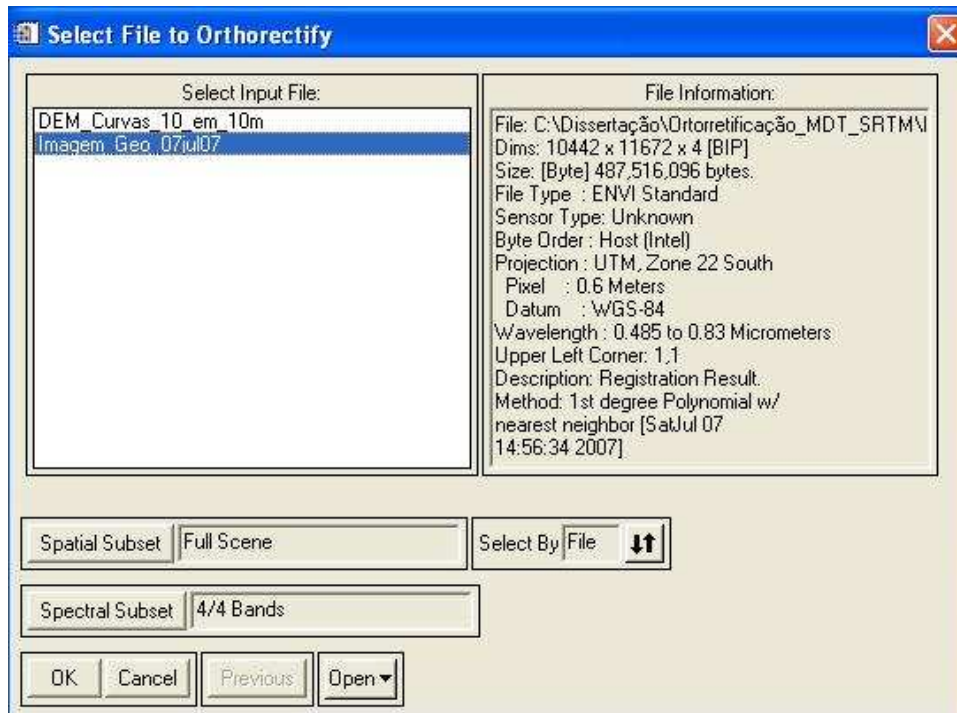 Select File to Orthorectify
Select Input File:
DEM_Curvas_10_em_10m
Imagem_Geo_07jul07
File Information:
File: C:\Dissertação\Ortorretificação_MDT_SRTM\I
Dims: 10442 x 11672 x 4 [BIP]
Size: [Byte] 487,516,096 bytes.
File Type : ENVI Standard
Sensor Type: Unknown
Byte Order : Host (Intel)
Projection : UTM, Zone 22 South
Pixel : 0.6 Meters
Datum : WGS-84
Wavelength : 0.485 to 0.83 Micrometers
Upper Left Corner: 1,1
Description: Registration Result.
Method: 1st degree Polynomial w/
nearest neighbor [SatJul 07
14:56:34 2007]
Spatial Subset Full Scene
Select By File
Spectral Subset 4/4 Bands
OK Cancel Previous Open